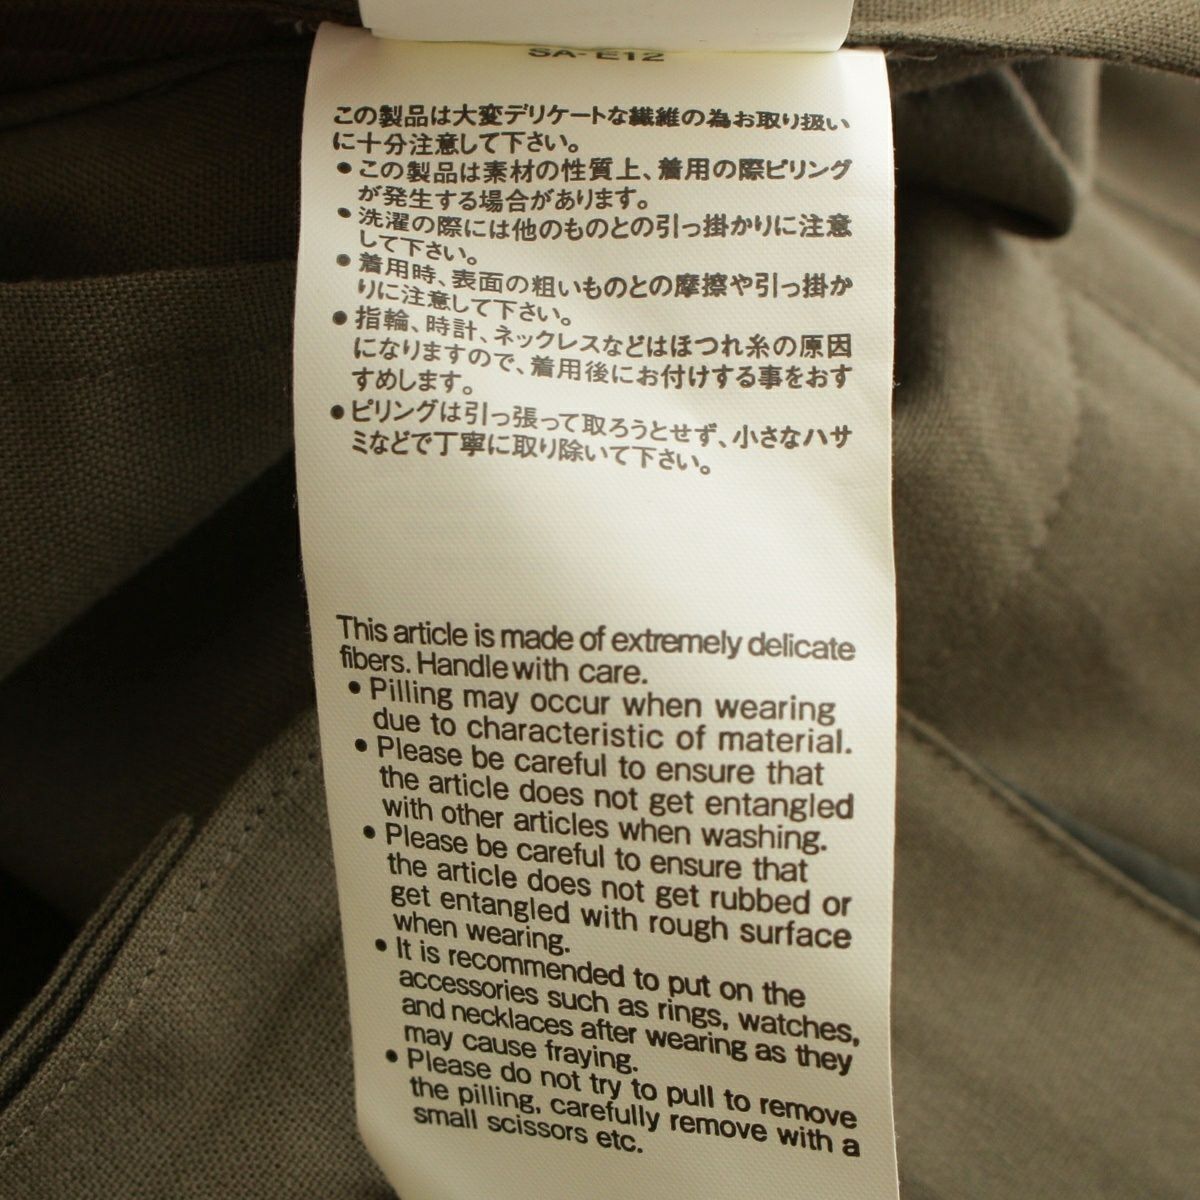 SA-E12
この製品は大変デリケートな繊維の為お取り扱い
に十分注意して下さい。
●この製品は素材の性質上、着用の際ピリング
が発生する場合があります。
●洗濯の際には他のものとの引っ掛かりに注意
して下さい。
●着用時、表面の粗いものとの摩擦や引っ掛か
りに注意して下さい。
●指輪、時計、ネックレスなどはほつれ糸の原因
になりますので、着用後にお付けする事をおす
すめします。
●ピリングは引っ張って取ろうとせず、小さなハサ
ミなどで丁寧に取り除いて下さい。
This article is made of extremely delicate
fibers. Handle with care.
●Pilling may occur when wearing
due to characteristic of material.
●Please be careful to ensure that
the article does not get entangled
with other articles when washing.
●Please be careful to ensure that
the article does not get rubbed or
get entangled with rough surface
when wearing.
●It is recommended to put on the
accessories such as rings, watches,
and necklaces after wearing as they
may cause fraying.
●Please do not try to pull to remove
the pilling, carefully remove with a
small scissors etc.